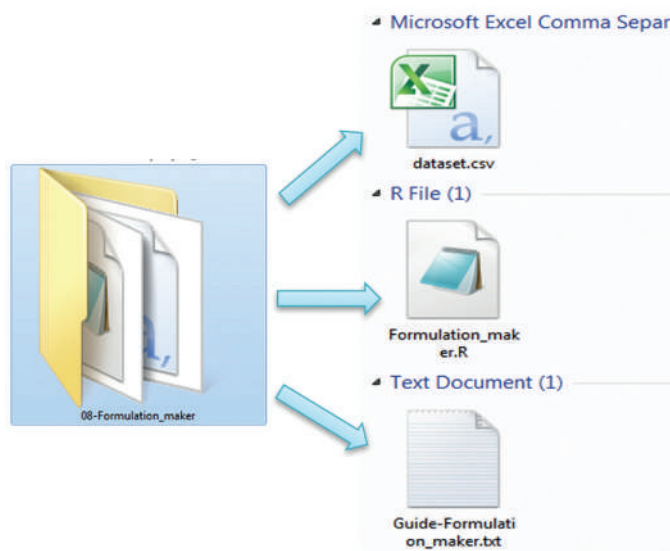 Microsoft Excel Comma Separ
dataset.csv
R File (1)
Formulation_mak
er.R
Text Document (1)
Guide-Formulati
on_maker.txt
08-Formulation_maker